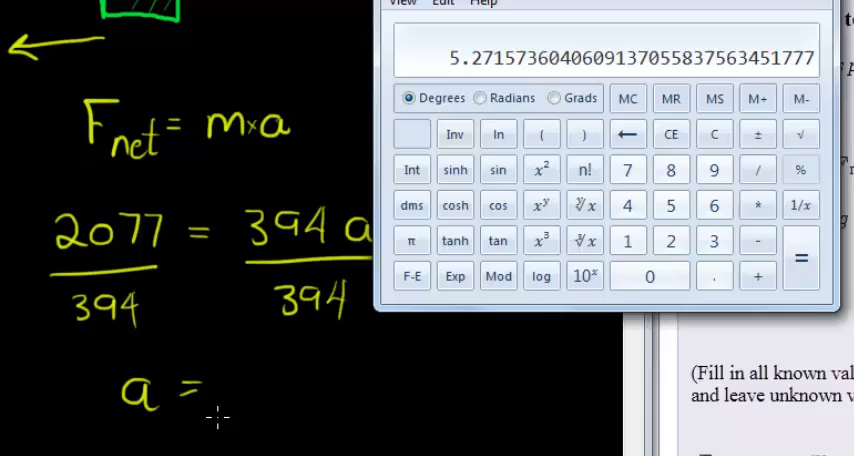 View Edit Help
5.2715736040609137055837563451777
Degrees Radians Grads MC MR MS M+ M-
Inv ln ( ) ← CE C ± √
Int sinh sin x² n! 7 8 9 / %
dms cosh cos xʸ ʸ√x 4 5 6 * 1/x
π tanh tan x³ ³√x 1 2 3 - =
F-E Exp Mod log 10ˣ 0 . +
Fnet = m×a
2077 = 394 a
394 394
a =
(Fill in all known val
and leave unknown v